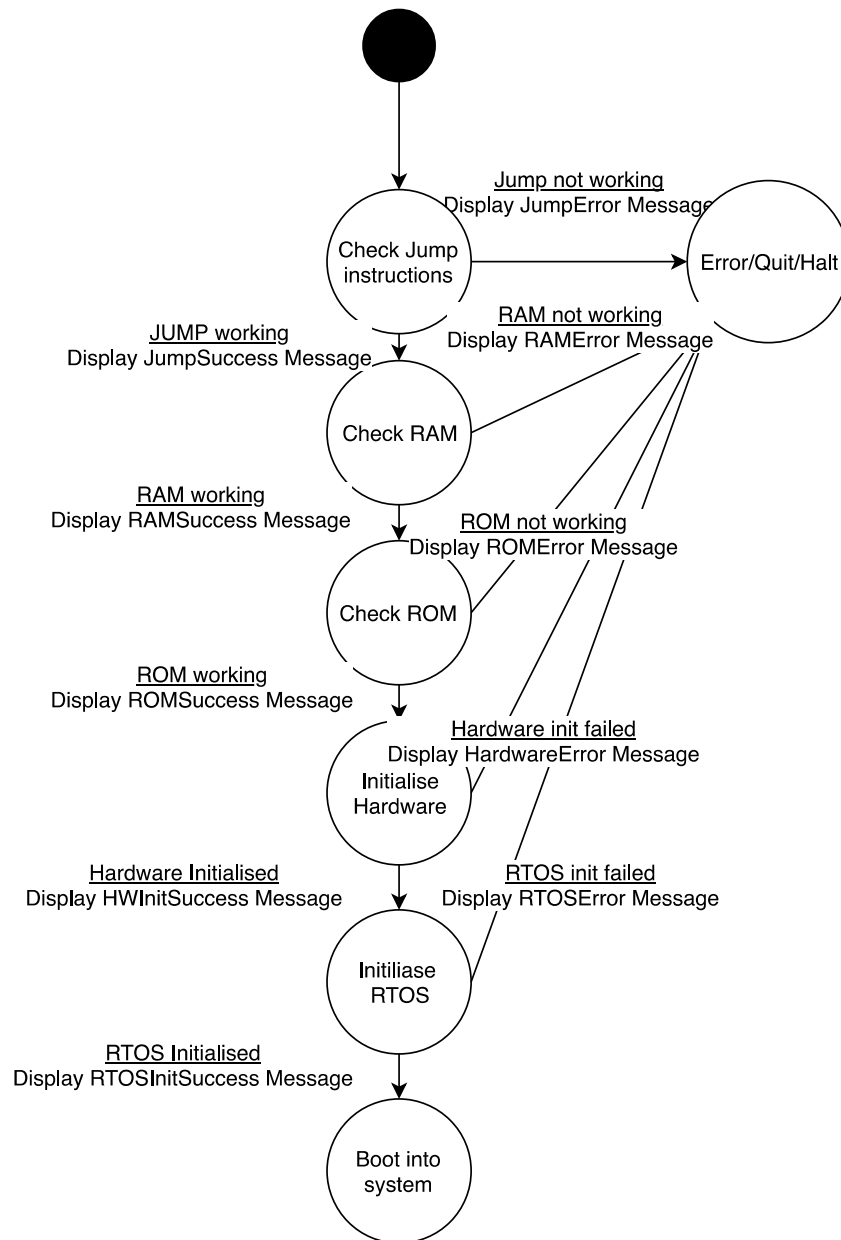 Jump not working
Display JumpError Message
Check Jump
instructions
Error/Quit/Halt
JUMP working
Display JumpSuccess Message
RAM not working
Display RAMError Message
Check RAM
RAM working
Display RAMSuccess Message
ROM not working
Display ROMError Message
Check ROM
ROM working
Display ROMSuccess Message
Hardware init failed
Display HardwareError Message
Initialise
Hardware
Hardware Initialised
Display HWInitSuccess Message
RTOS init failed
Display RTOSError Message
Initiliase
RTOS
RTOS Initialised
Display RTOSInitSuccess Message
Boot into
system